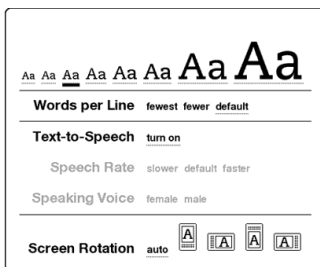 Aa Aa Aa Aa Aa Aa Aa Aa
Words per Line fewest fewer default
Text-to-Speech turn on
Speech Rate slower default faster
Speaking Voice female male
Screen Rotation auto A A A A